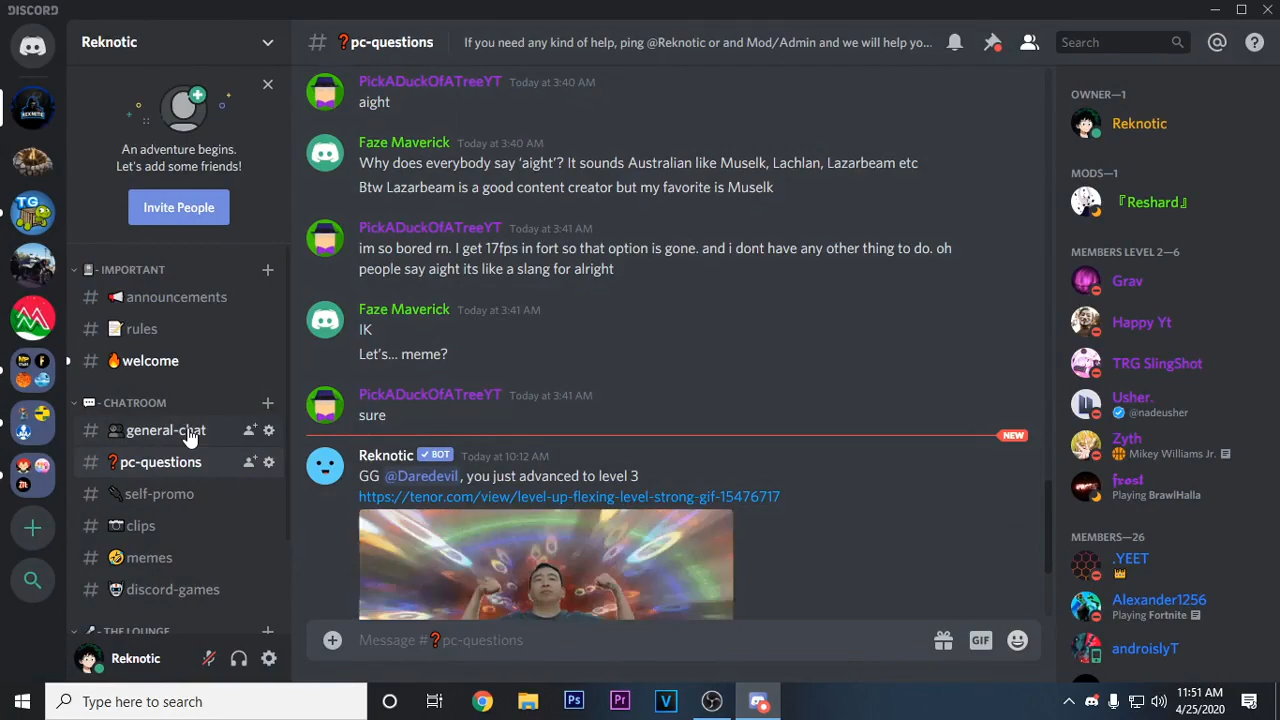 DISCORD
Reknotic
An adventure begins.
Let's add some friends!
Invite People
- IMPORTANT
# announcements
# rules
# welcome
- CHATROOM
# general-chat
# pc-questions
# self-promo
# clips
# memes
# discord-games
- THE LOUNGE
Reknotic
# ❓pc-questions
If you need any kind of help, ping @Reknotic or and Mod/Admin and we will help yo...
Search
PickADuckOfATreeYT Today at 3:40 AM
aight
Faze Maverick Today at 3:40 AM
Why does everybody say ‘aight’? It sounds Australian like Muselk, Lachlan, Lazarbeam etc
Btw Lazarbeam is a good content creator but my favorite is Muselk
PickADuckOfATreeYT Today at 3:41 AM
im so bored rn. I get 17fps in fort so that option is gone. and i dont have any other thing to do. oh
people say aight its like a slang for alright
Faze Maverick Today at 3:41 AM
IK
Let’s... meme?
PickADuckOfATreeYT Today at 3:41 AM
sure
NEW
Reknotic BOT Today at 10:12 AM
GG @Daredevil, you just advanced to level 3
https://tenor.com/view/level-up-flexing-level-strong-gif-15476717
Message #❓pc-questions
GIF
OWNER—1
Reknotic
MODS—1
『Reshard』
MEMBERS LEVEL 2—6
Grav
Happy Yt
TRG SlingShot
Usher.
@nadeusher
Zyth
Mikey Williams Jr.
frost
Playing BrawlHalla
MEMBERS—26
.YEET
Alexander1256
Playing Fortnite
androislyT
Type here to search
Ps
Pr
V
11:51 AM
4/25/2020